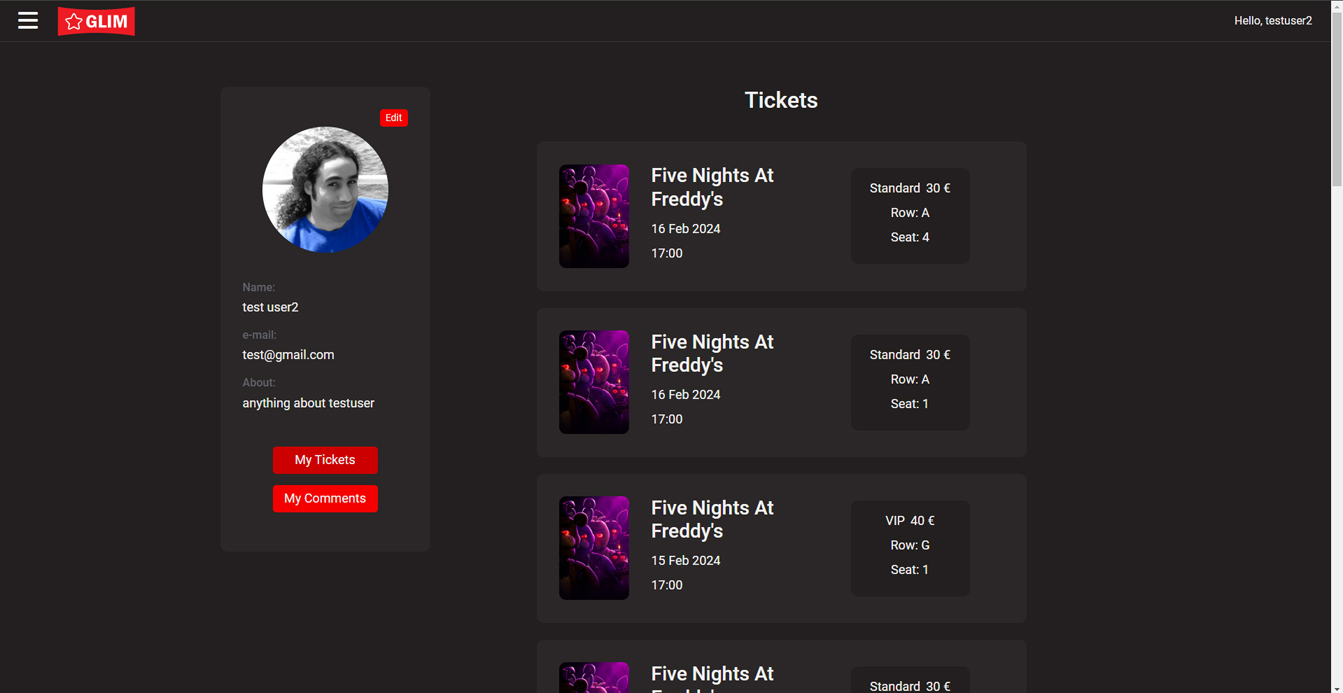 GLIM
Hello, testuser2
Edit
Name:
test user2
e-mail:
test@gmail.com
About:
anything about testuser
My Tickets
My Comments
Tickets
Five Nights At
Freddy's
16 Feb 2024
17:00
Standard 30 €
Row: A
Seat: 4
Five Nights At
Freddy's
16 Feb 2024
17:00
Standard 30 €
Row: A
Seat: 1
Five Nights At
Freddy's
15 Feb 2024
17:00
VIP 40 €
Row: G
Seat: 1
Five Nights At
Freddy's
Standard 30 €